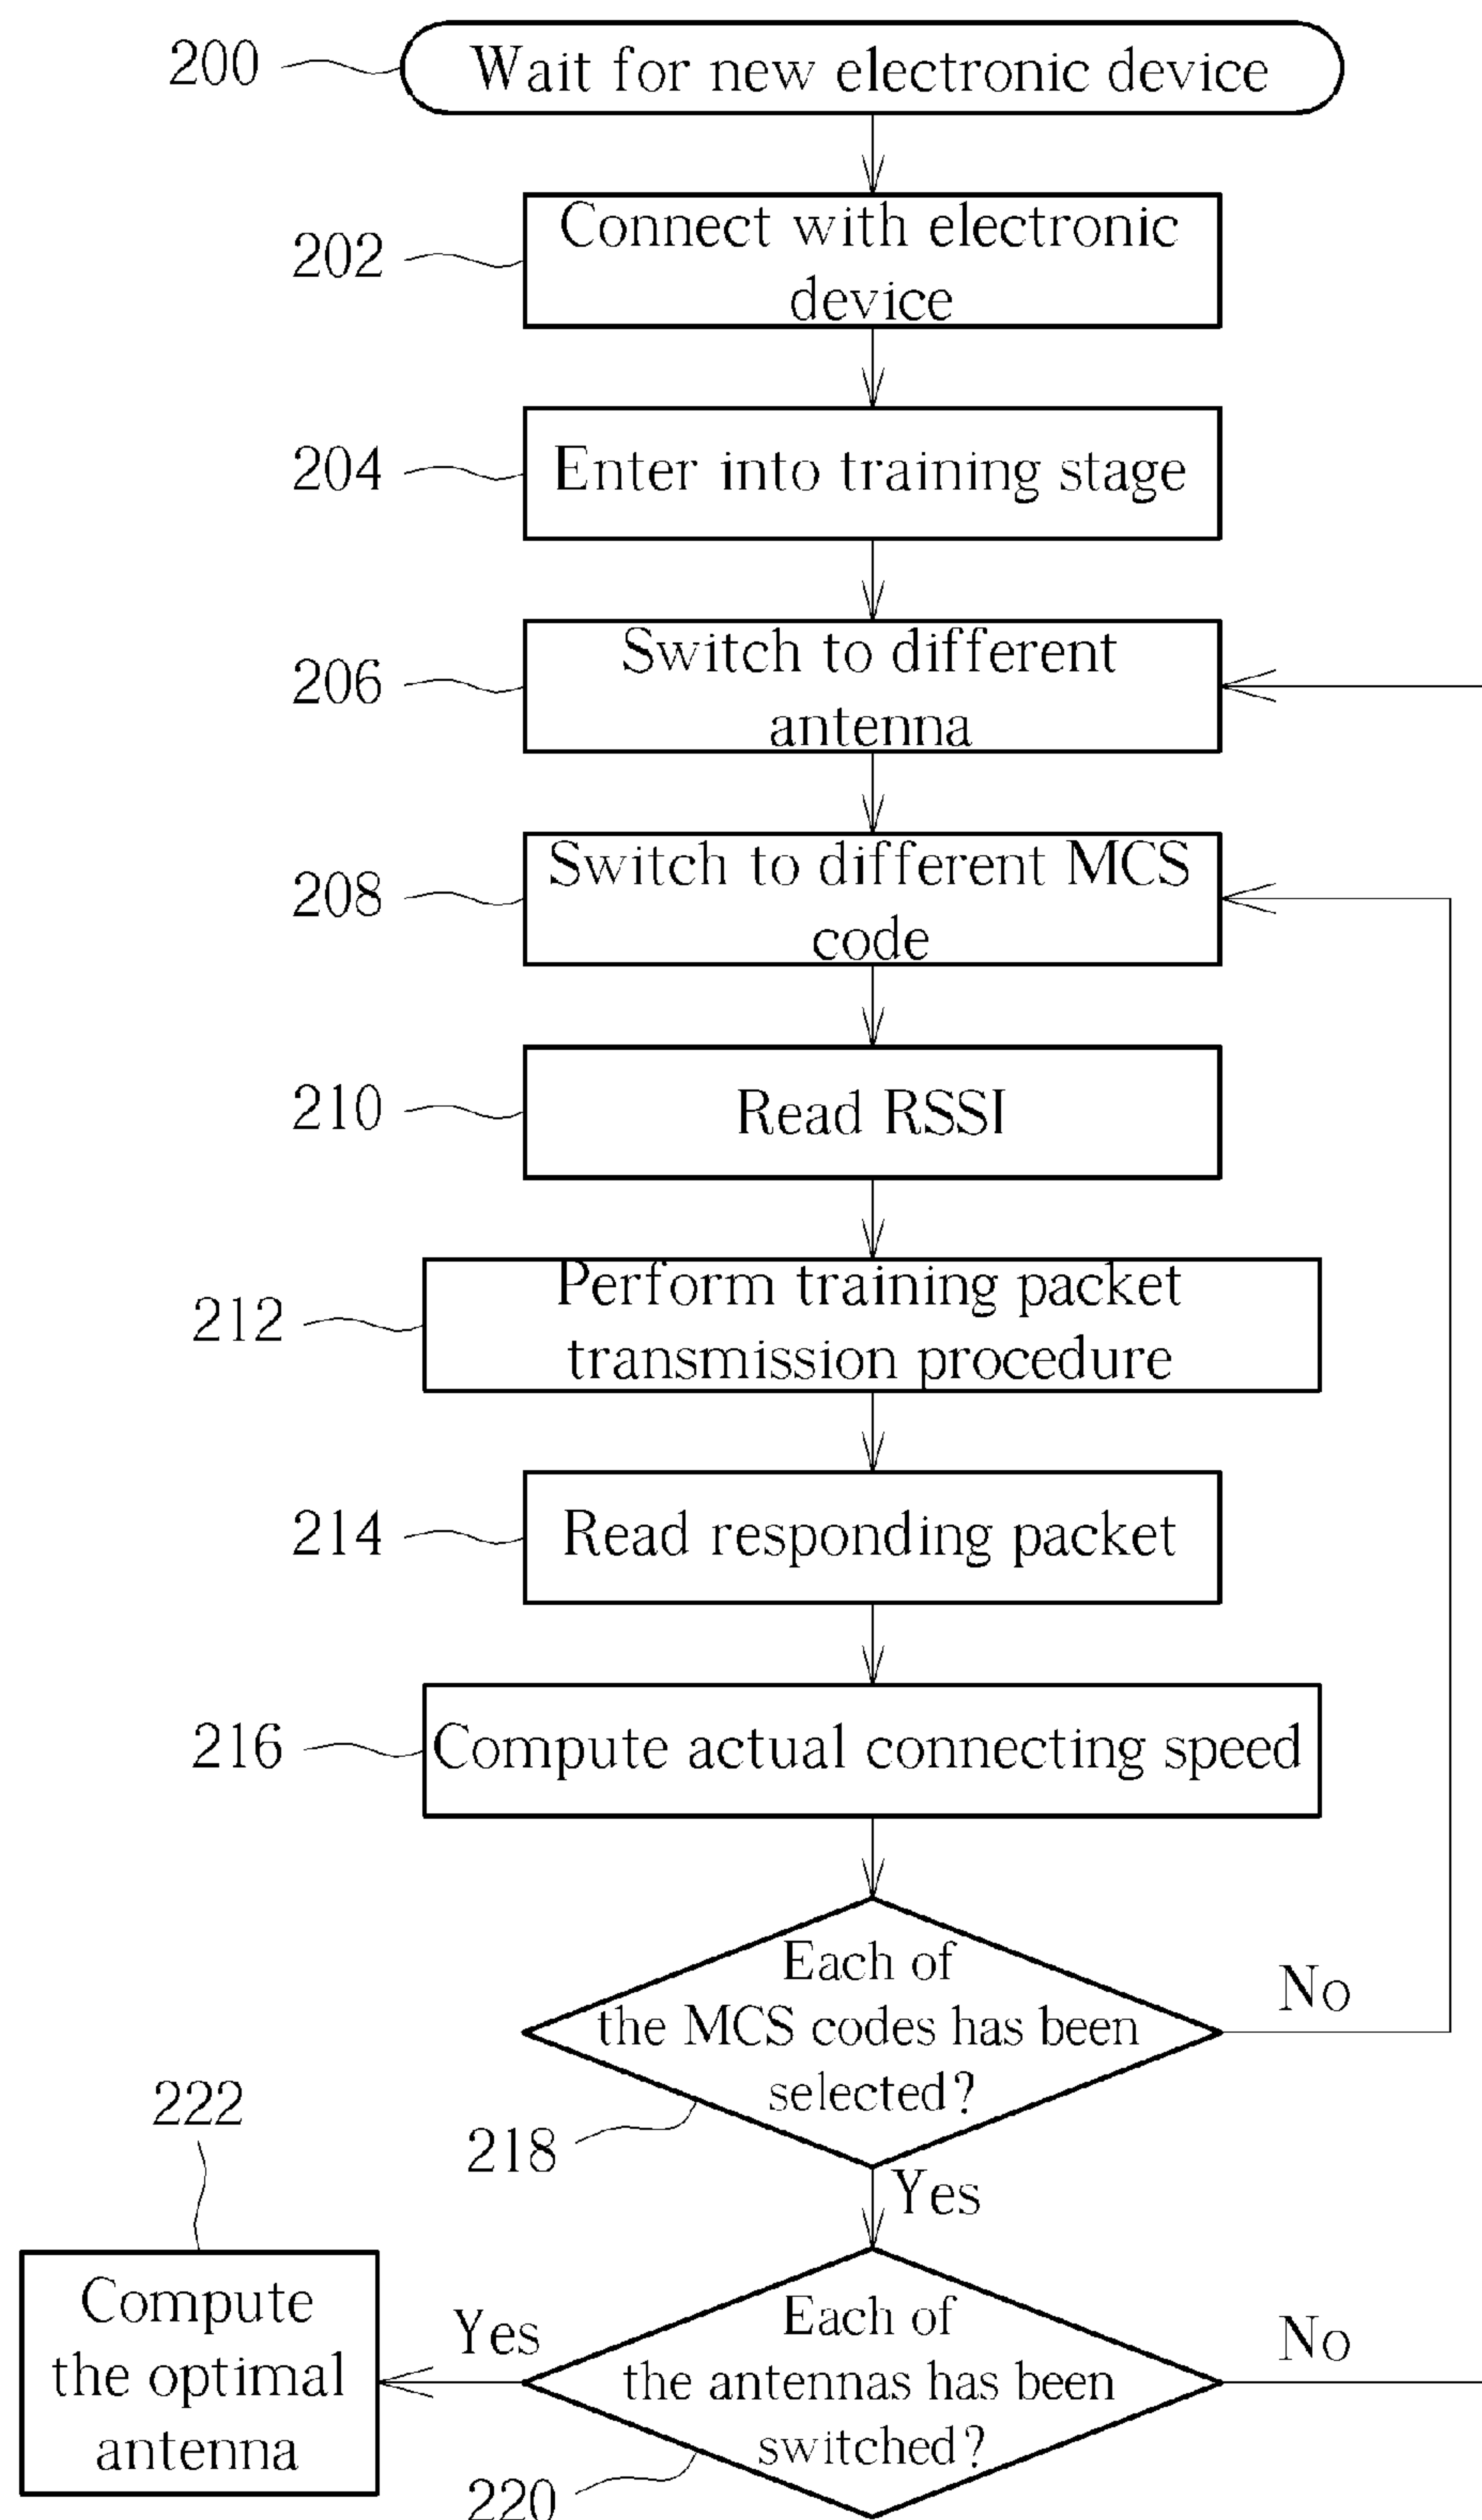 200
Wait for new electronic device
202
Connect with electronic
device
204
Enter into training stage
206
Switch to different
antenna
208
Switch to different MCS
code
210
Read RSSI
212
Perform training packet
transmission procedure
214
Read responding packet
216
Compute actual connecting speed
Each of
the MCS codes has been
selected?
No
218
Yes
222
Compute
the optimal
antenna
Yes
Each of
the antennas has been
switched?
No
220